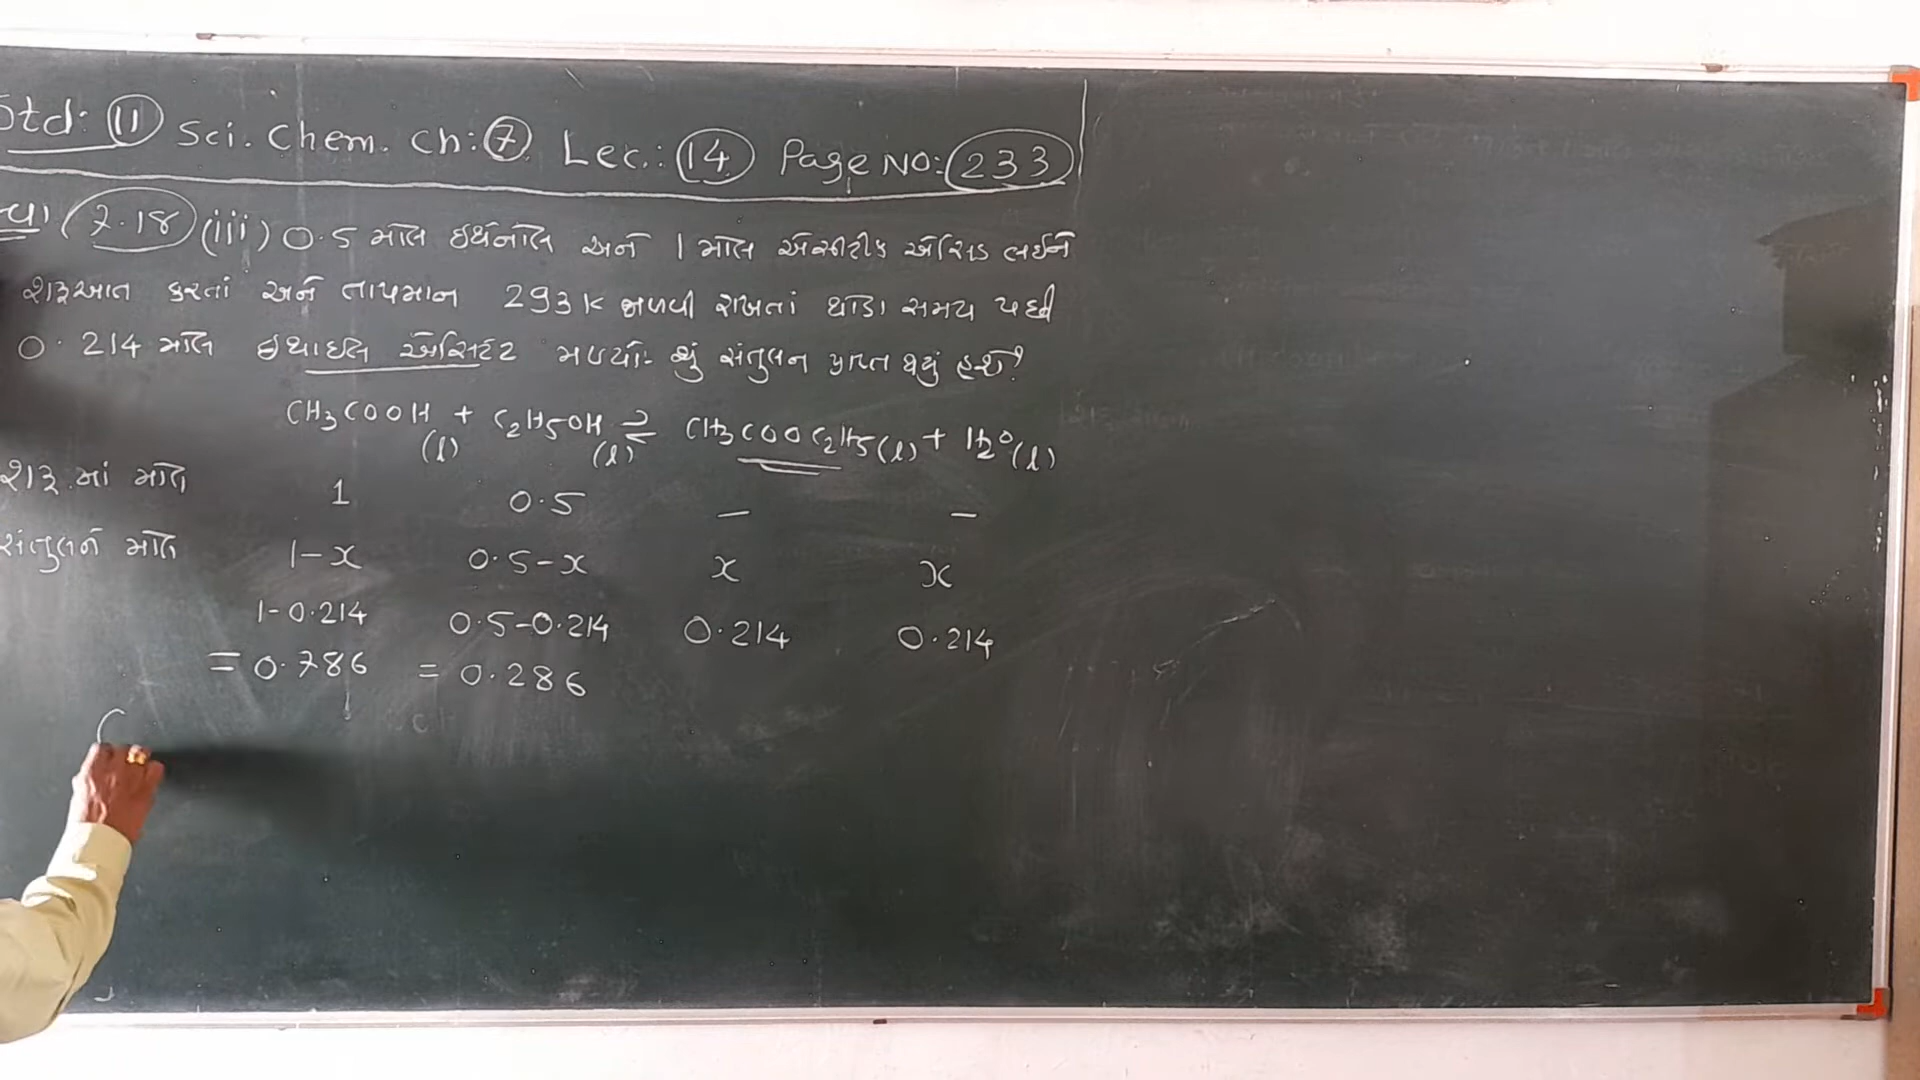 Std: 11 Sci. Chem. Ch: 7. Lec.: 14. Page No: 233
7.18 (iii) 0.5 મોલ ઇથેનોલ અને 1 મોલ એસીટીક એસિડ લઇને
શરૂઆત કરતાં અને તાપમાન 293 K જાળવી રાખતાં થોડા સમય પછી
0.214 મોલ ઇથાઇલ એસિટેટ મળ્યો. શું સંતુલન પ્રાપ્ત થયું હશે?
CH₃COOH (l) + C₂H₅OH (l) ⇌ CH₃COOC₂H₅ (l) + H₂O (l)
શરૂમાં મોલ 1 0.5 — —
સંતુલને મોલ 1-x 0.5-x x x
1-0.214 0.5-0.214 0.214 0.214
= 0.786 = 0.286